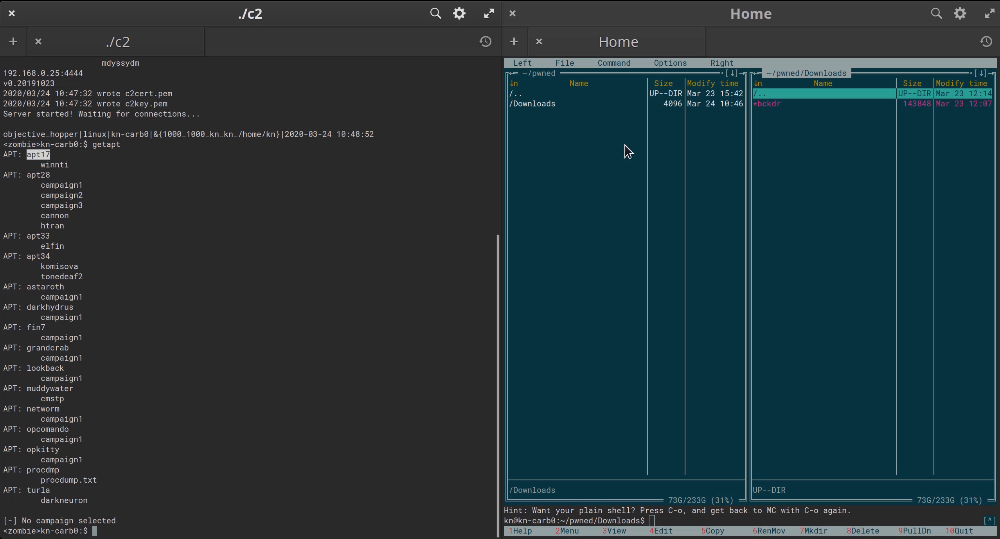 ./c2
./c2
mdyssydm
192.168.0.25:4444
v0.20191023
2020/03/24 10:47:32 wrote c2cert.pem
2020/03/24 10:47:32 wrote c2key.pem
Server started! Waiting for connections...
objective_hopper|linux|kn-carb0|&{1000_1000_kn_kn_/home/kn}|2020-03-24 10:48:52
<zombie>kn-carb0:$ getapt
APT: apt17
winnti
APT: apt28
campaign1
campaign2
campaign3
cannon
htran
APT: apt33
elfin
APT: apt34
komisova
tonedeaf2
APT: astaroth
campaign1
APT: darkhydrus
campaign1
APT: fin7
campaign1
APT: grandcrab
campaign1
APT: lookback
campaign1
APT: muddywater
cmstp
APT: networm
campaign1
APT: opcomando
campaign1
APT: opkitty
campaign1
APT: procdmp
procdump.txt
APT: turla
darkneuron
[-] No campaign selected
<zombie>kn-carb0:$
Home
Home
Left File Command Options Right
~/pwned
↓n Name Size Modify time
/.. UP--DIR Mar 23 15:42
/Downloads 4096 Mar 24 10:46
/Downloads
73G/233G (31%)
~/pwned/Downloads
↓n Name Size Modify time
/.. UP--DIR Mar 23 12:14
*bckdr 143848 Mar 23 12:07
UP--DIR
73G/233G (31%)
Hint: Want your plain shell? Press C-o, and get back to MC with C-o again.
kn@kn-carb0:~/pwned/Downloads$ [^]
1Help 2Menu 3View 4Edit 5Copy 6RenMov 7Mkdir 8Delete 9PullDn 10Quit